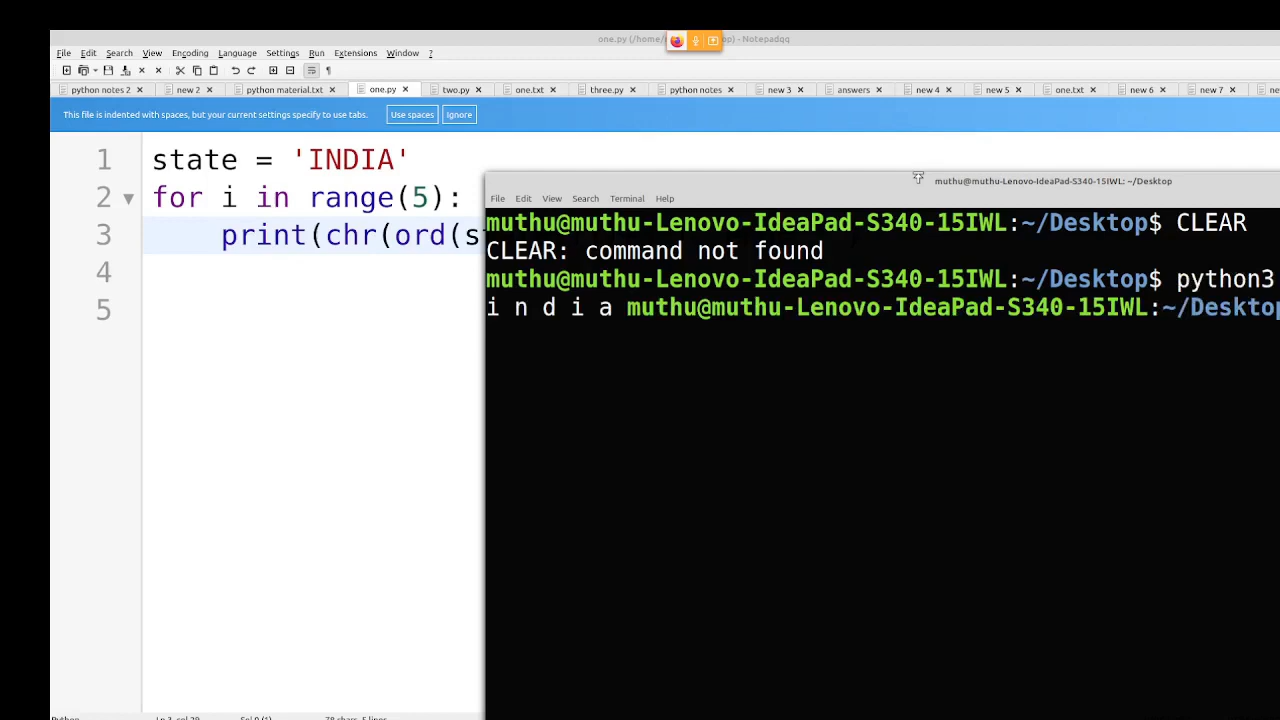 one.py (/home/ op) - Notepadqq
File Edit Search View Encoding Language Settings Run Extensions Window ?
python notes 2 new 2 python material.txt one.py two.py one.txt three.py python notes new 3 answers new 4 new 5 one.txt new 6 new 7
This file is indented with spaces, but your current settings specify to use tabs. Use spaces Ignore
1 state = 'INDIA'
2 for i in range(5):
3 print(chr(ord(s
4
5
muthu@muthu-Lenovo-IdeaPad-S340-15IWL: ~/Desktop
File Edit View Search Terminal Help
muthu@muthu-Lenovo-IdeaPad-S340-15IWL:~/Desktop$ CLEAR
CLEAR: command not found
muthu@muthu-Lenovo-IdeaPad-S340-15IWL:~/Desktop$ python3
i n d i a muthu@muthu-Lenovo-IdeaPad-S340-15IWL:~/Desktop